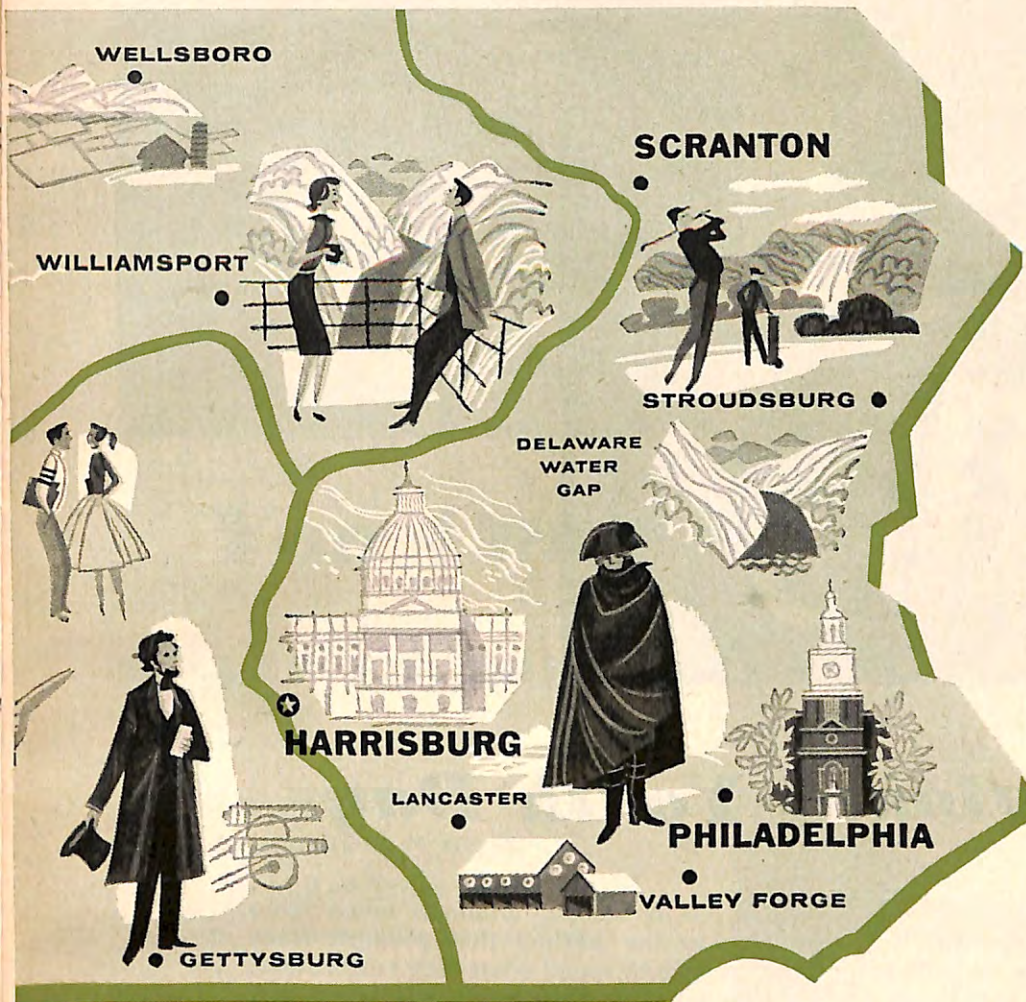 WELLSBORO
SCRANTON
WILLIAMSPORT
STROUDSBURG
DELAWARE
WATER
GAP
HARRISBURG
LANCASTER
PHILADELPHIA
VALLEY FORGE
GETTYSBURG